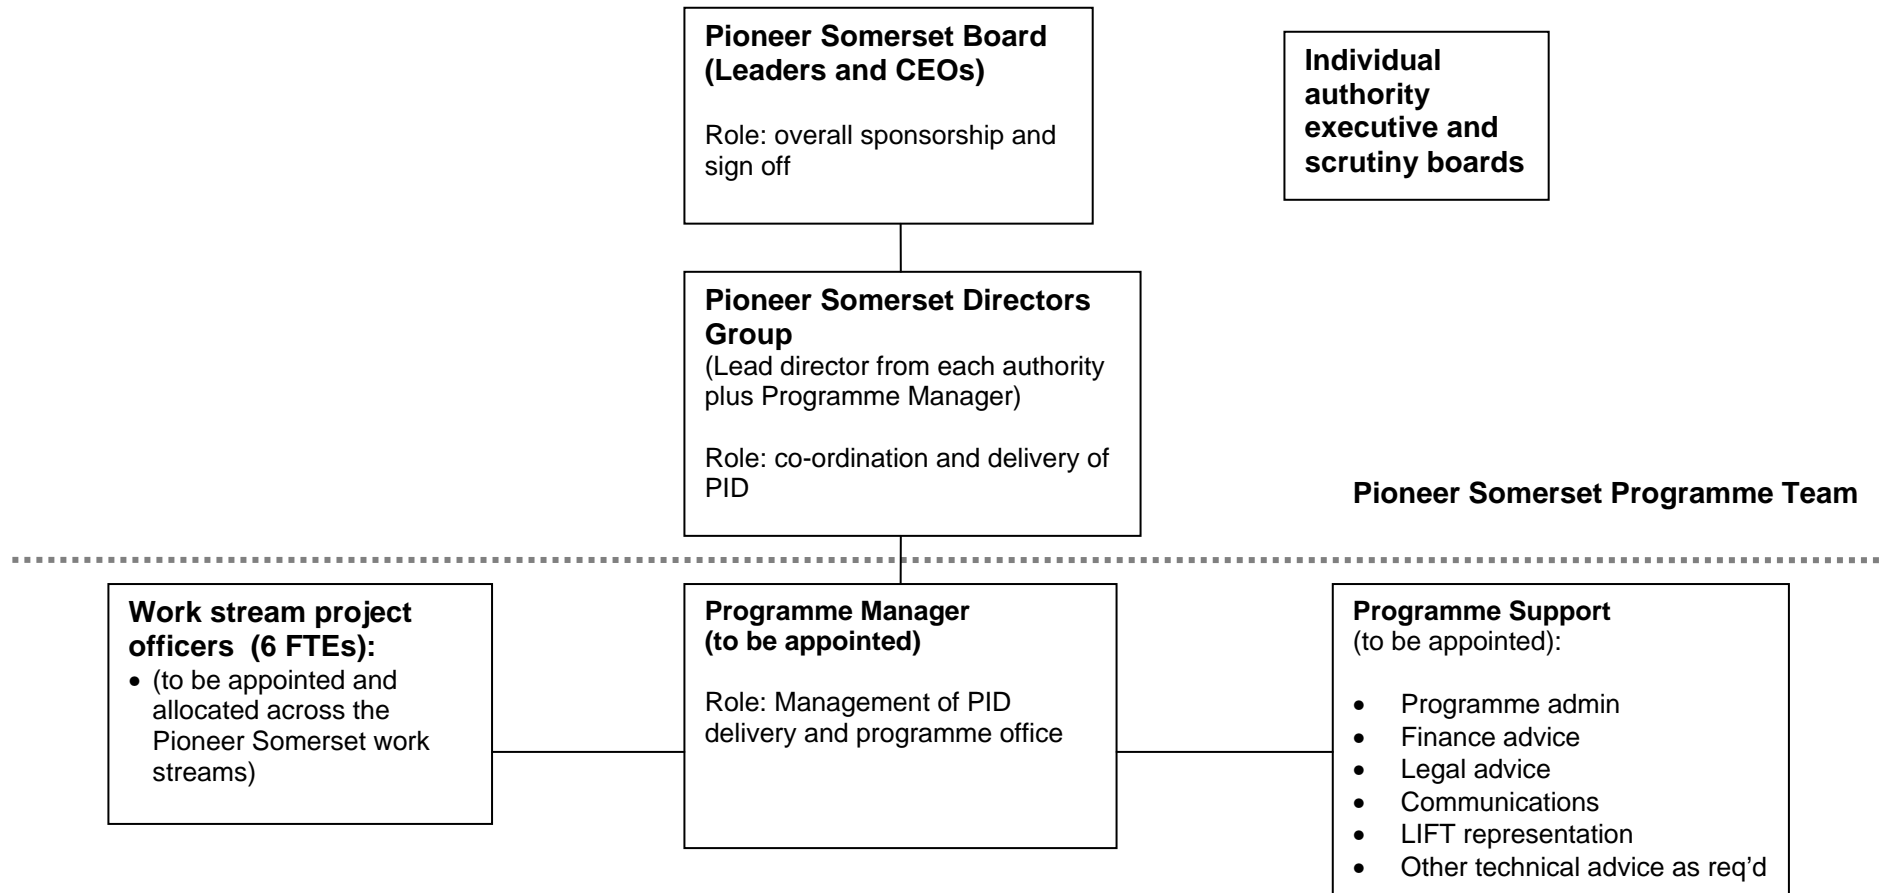 Pioneer Somerset Board
(Leaders and CEOs)
Role: overall sponsorship and
sign off
Individual
authority
executive and
scrutiny boards
Pioneer Somerset Directors
Group
(Lead director from each authority
plus Programme Manager)
Role: co-ordination and delivery of
PID
Pioneer Somerset Programme Team
Work stream project
officers (6 FTEs):
• (to be appointed and
allocated across the
Pioneer Somerset work
streams)
Programme Manager
(to be appointed)
Role: Management of PID
delivery and programme office
Programme Support
(to be appointed):
• Programme admin
• Finance advice
• Legal advice
• Communications
• LIFT representation
• Other technical advice as req'd